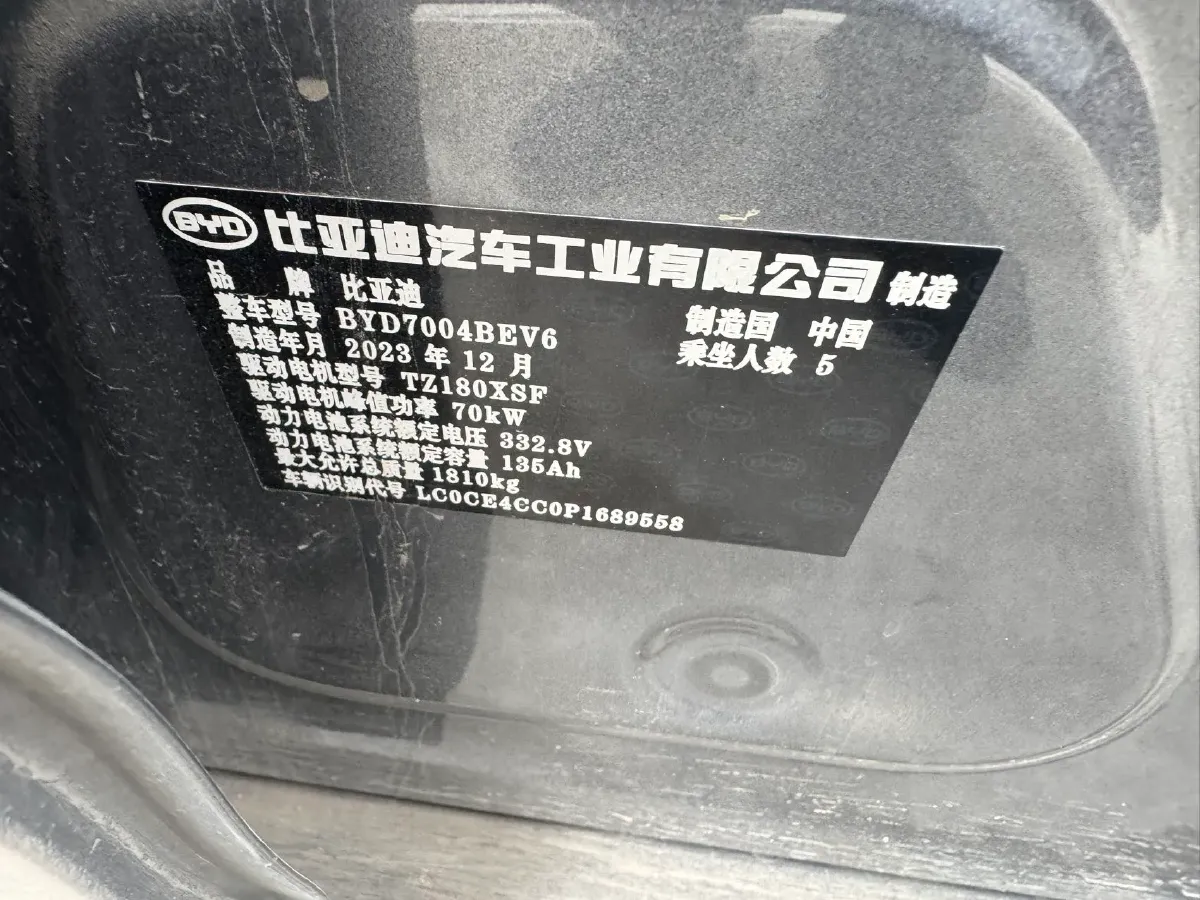 BYD 比亚迪汽车工业有限公司 制造
品 牌 比亚迪
整车型号 BYD7004BEV6 制造国 中国
制造年月 2023 年 12 月 乘坐人数 5
驱动电机型号 TZ180XSF
驱动电机峰值功率 70kW
动力电池系统额定电压 332.8V
动力电池系统额定容量 135Ah
最大允许总质量 1810kg
车辆识别代号 LC0CE4CC0P1689558